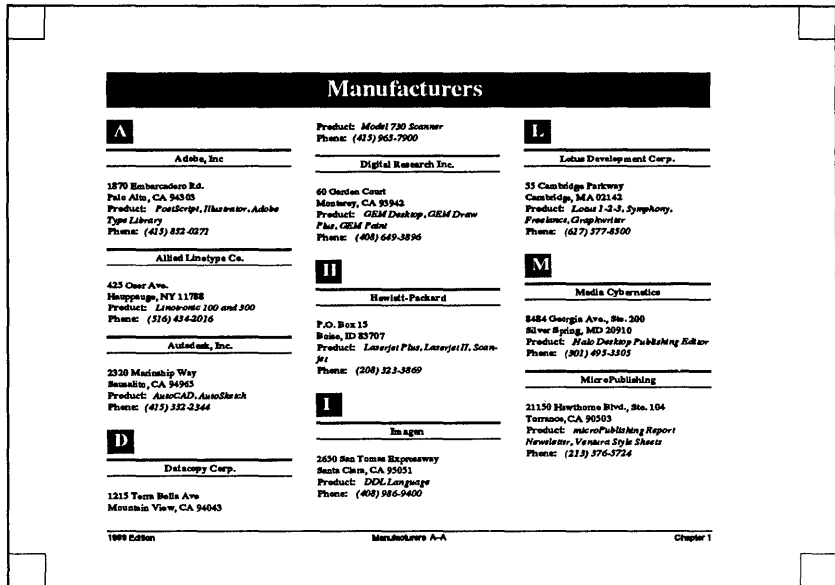 Manufacturers
A
Adobe, Inc
1870 Embarcadero Rd.
Palo Alto, CA 94303
Product: PostScript, Illustrator, Adobe
Type Library
Phone: (415) 852-0271
Allied Linotype Co.
425 Oser Ave.
Hauppauge, NY 11788
Product: Linotronic 100 and 300
Phone: (516) 434-2016
Autodesk, Inc.
2320 Marinship Way
Sausalito, CA 94965
Product: AutoCAD, AutoSketch
Phone: (415) 332-2344
D
Datacopy Corp.
1215 Terra Bella Ave
Mountain View, CA 94043
Product: Model 730 Scanner
Phone: (415) 965-7900
Digital Research Inc.
60 Garden Court
Monterey, CA 93942
Product: GEM Desktop, GEM Draw
Plus, GEM Paint
Phone: (408) 649-3896
H
Hewlett-Packard
P.O. Box 15
Boise, ID 83707
Product: Laserjet Plus, Laserjet II, Scan-
jet
Phone: (208) 323-3869
I
Imagen
2650 San Tomas Expressway
Santa Clara, CA 95051
Product: DDL Language
Phone: (408) 986-9400
L
Lotus Development Corp.
55 Cambridge Parkway
Cambridge, MA 02142
Product: Lotus 1-2-3, Symphony,
Freelance, Graphwriter
Phone: (617) 577-8500
M
Media Cybernetics
8484 Georgia Ave., Ste. 200
Silver Spring, MD 20910
Product: Halo Desktop Publishing Editor
Phone: (301) 495-3305
MicroPublishing
21150 Hawthorne Blvd., Ste. 104
Torrance, CA 90503
Product: microPublishing Report
Newsletter, Ventura Style Sheets
Phone: (213) 376-5724
1989 Edition
Manufacturers A-A
Chapter 1